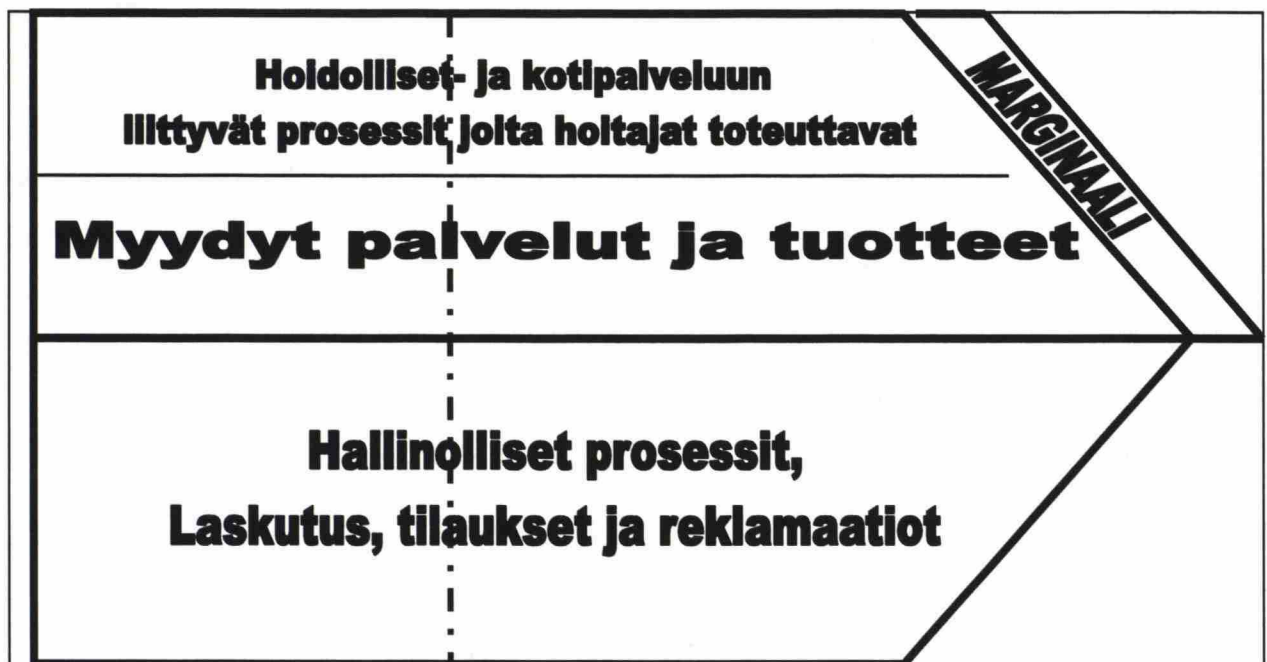 Hoidolliset- ja kotipalveluun
liittyvät prosessit joita hoitajat toteuttavat
MARGINAALI
Myydyt palvelut ja tuotteet
Hallinolliset prosessit,
Laskutus, tilaukset ja reklamaatiot